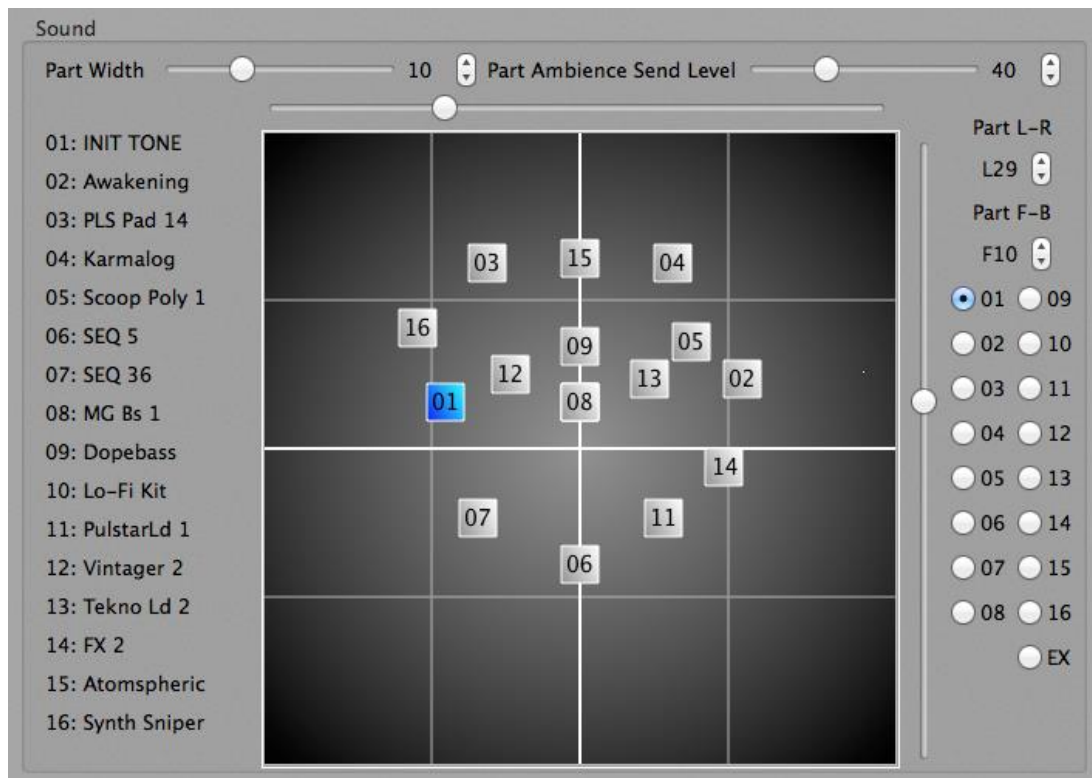 Sound
Part Width 10 Part Ambience Send Level 40
Part L-R
L29
Part F-B
F10
01: INIT TONE
02: Awakening
03: PLS Pad 14
04: Karmalog
05: Scoop Poly 1
06: SEQ 5
07: SEQ 36
08: MG Bs 1
09: Dopebass
10: Lo-Fi Kit
11: PulstarLd 1
12: Vintager 2
13: Tekno Ld 2
14: FX 2
15: Atomspheric
16: Synth Sniper
03 15 04
16 09 05
12 13 02
01 08
14
07 11
06
01 09
02 10
03 11
04 12
05 13
06 14
07 15
08 16
EX